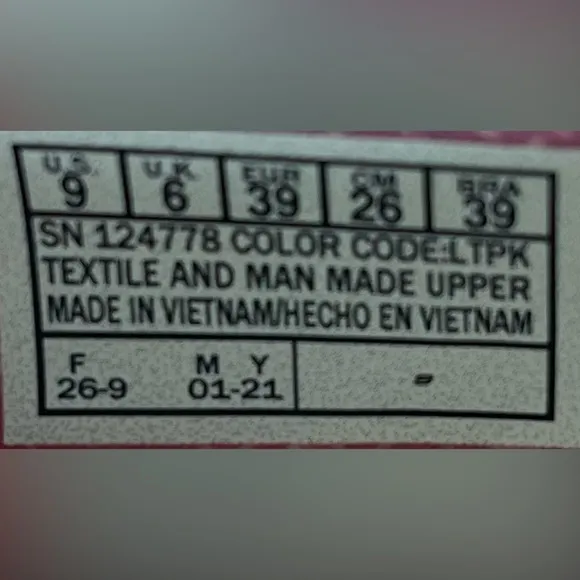 U.S. U.K. EUR CM BRA
9 6 39 26 39
SN 124778 COLOR CODE:LTPK
TEXTILE AND MAN MADE UPPER
MADE IN VIETNAM/HECHO EN VIETNAM
F M Y
26-9 01-21
=